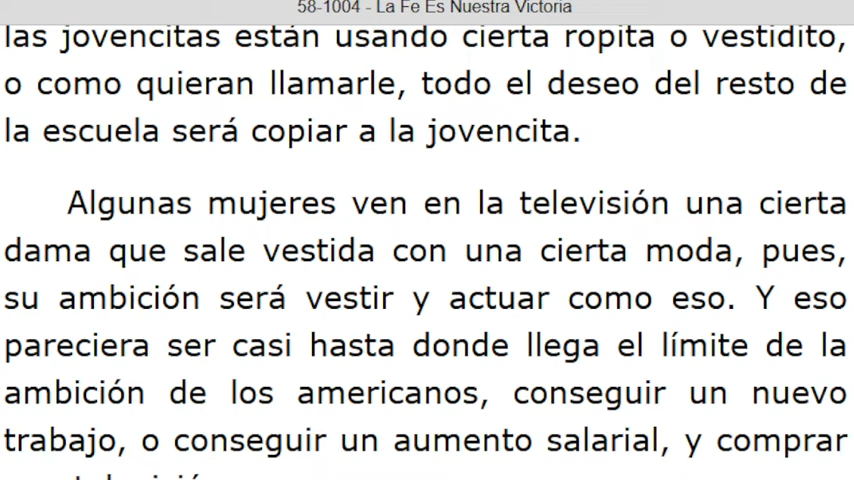 58-1004 - La Fe Es Nuestra Victoria
las jovencitas están usando cierta ropita o vestidito,
o como quieran llamarle, todo el deseo del resto de
la escuela será copiar a la jovencita.
Algunas mujeres ven en la televisión una cierta
dama que sale vestida con una cierta moda, pues,
su ambición será vestir y actuar como eso. Y eso
pareciera ser casi hasta donde llega el límite de la
ambición de los americanos, conseguir un nuevo
trabajo, o conseguir un aumento salarial, y comprar